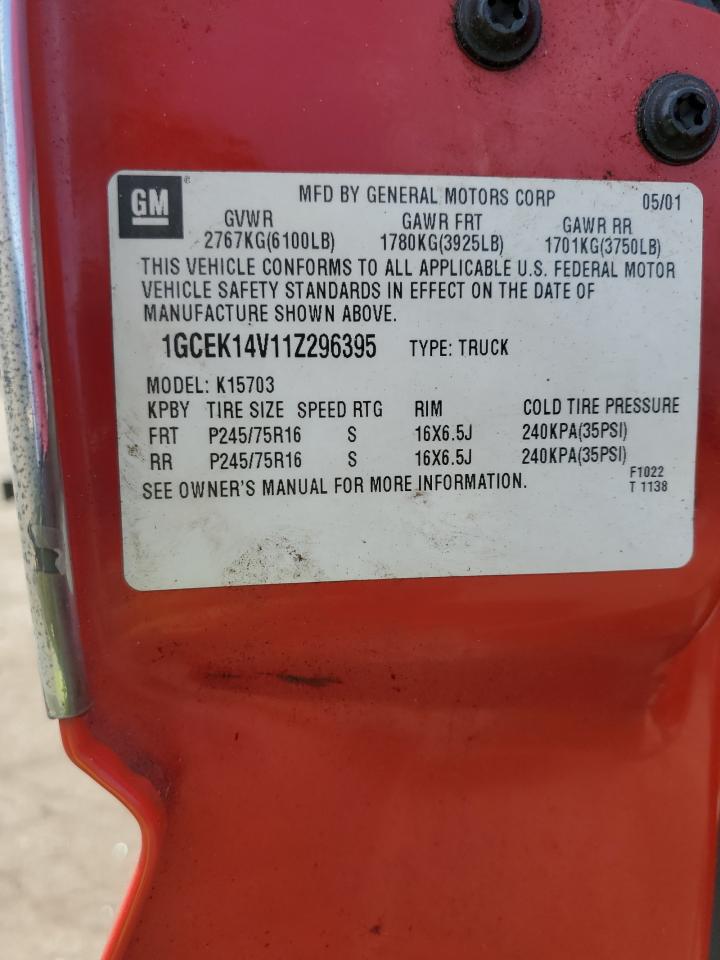 GM MFD BY GENERAL MOTORS CORP 05/01
GVWR GAWR FRT GAWR RR
2767KG(6100LB) 1780KG(3925LB) 1701KG(3750LB)
THIS VEHICLE CONFORMS TO ALL APPLICABLE U.S. FEDERAL MOTOR
VEHICLE SAFETY STANDARDS IN EFFECT ON THE DATE OF
MANUFACTURE SHOWN ABOVE.
1GCEK14V11Z296395 TYPE: TRUCK
MODEL: K15703
KPBY TIRE SIZE SPEED RTG RIM COLD TIRE PRESSURE
FRT P245/75R16 S 16X6.5J 240KPA(35PSI)
RR P245/75R16 S 16X6.5J 240KPA(35PSI)
SEE OWNER'S MANUAL FOR MORE INFORMATION.
F1022
T 1138